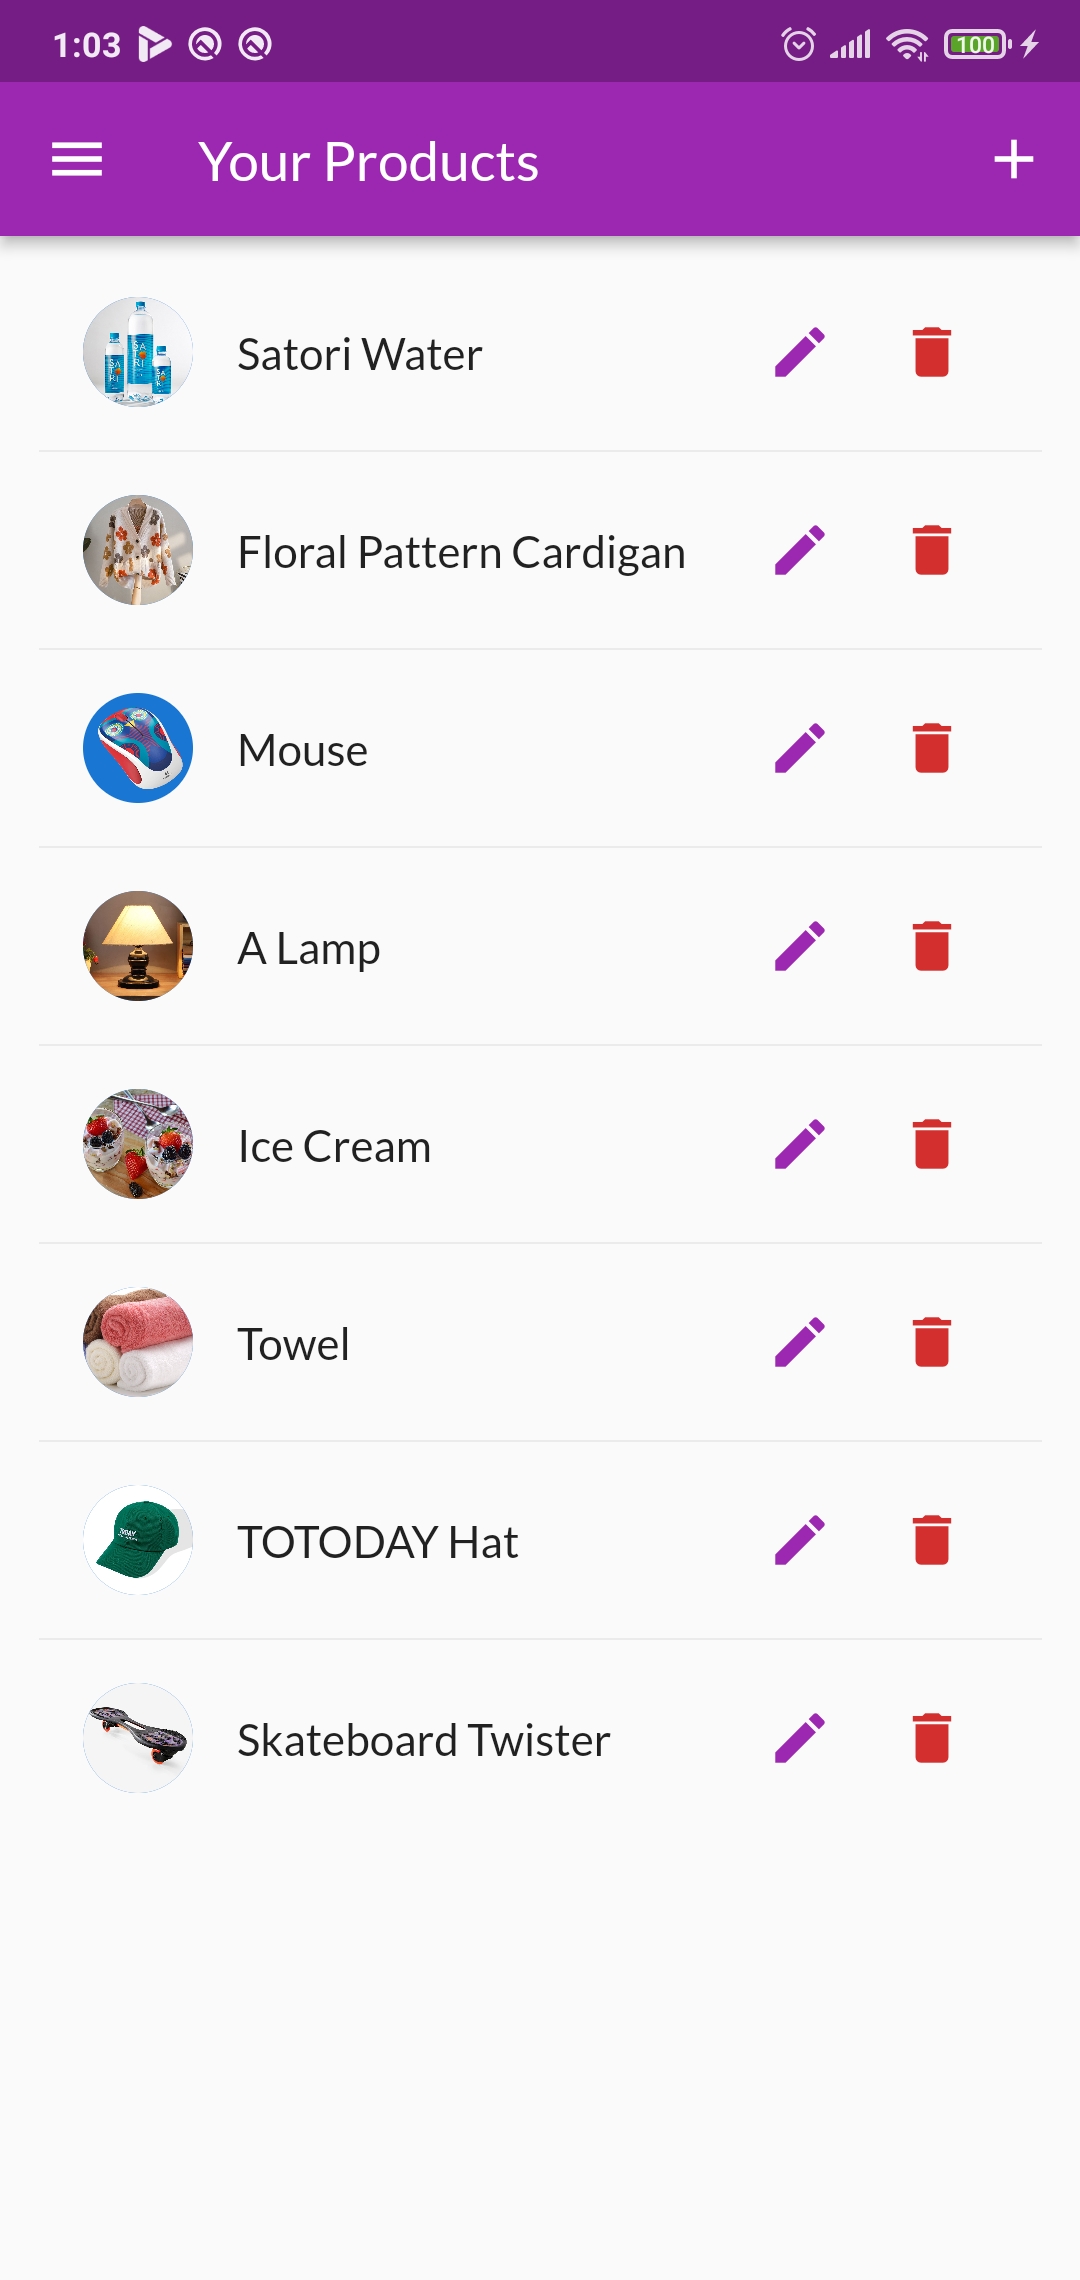 1:03
100
Your Products
Satori Water
Floral Pattern Cardigan
Mouse
A Lamp
Ice Cream
Towel
TOTODAY Hat
Skateboard Twister